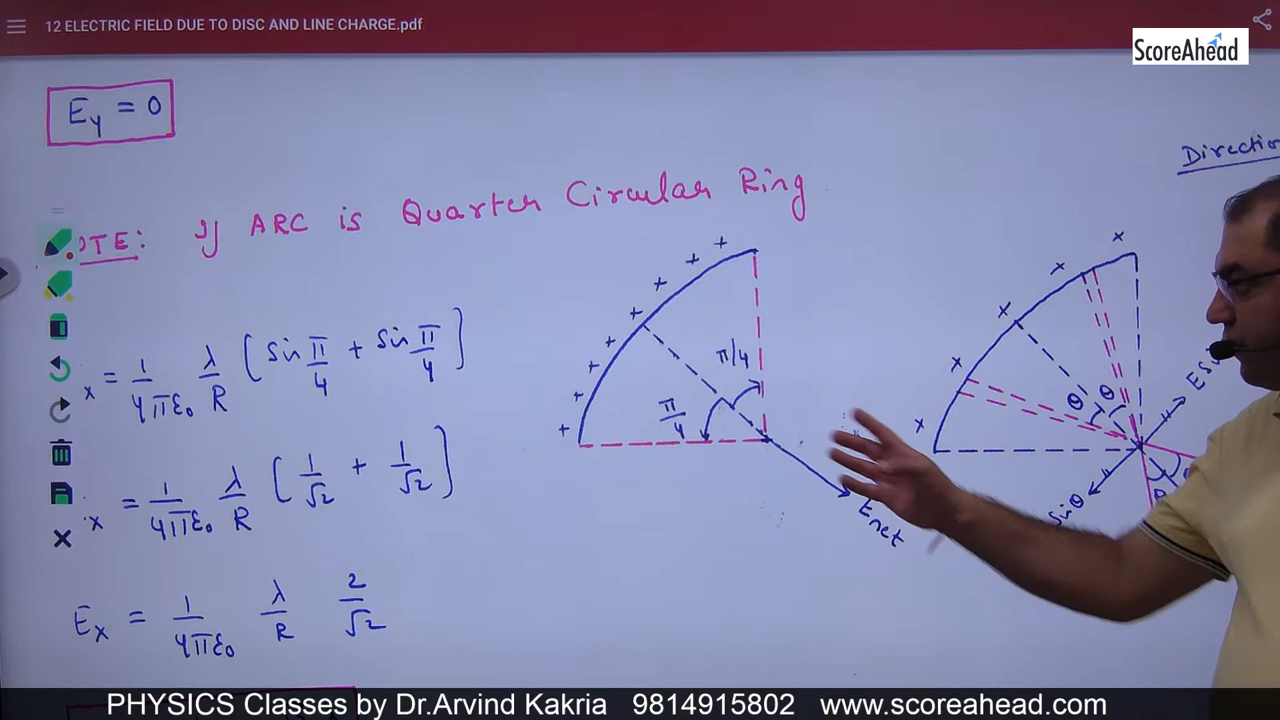 12 ELECTRIC FIELD DUE TO DISC AND LINE CHARGE.pdf
ScoreAhead
Ey = 0
Direction
OTE: If ARC is Quarter Circular Ring
x = 1/4πε₀ λ/R [sin π/4 + sin π/4]
x = 1/4πε₀ λ/R [1/√2 + 1/√2]
Ex = 1/4πε₀ λ/R 2/√2
+ + + + + + + +
π/4
π/4
Enet
x x x x x
θ θ
sinθ
PHYSICS Classes by Dr.Arvind Kakria 9814915802 www.scoreahead.com